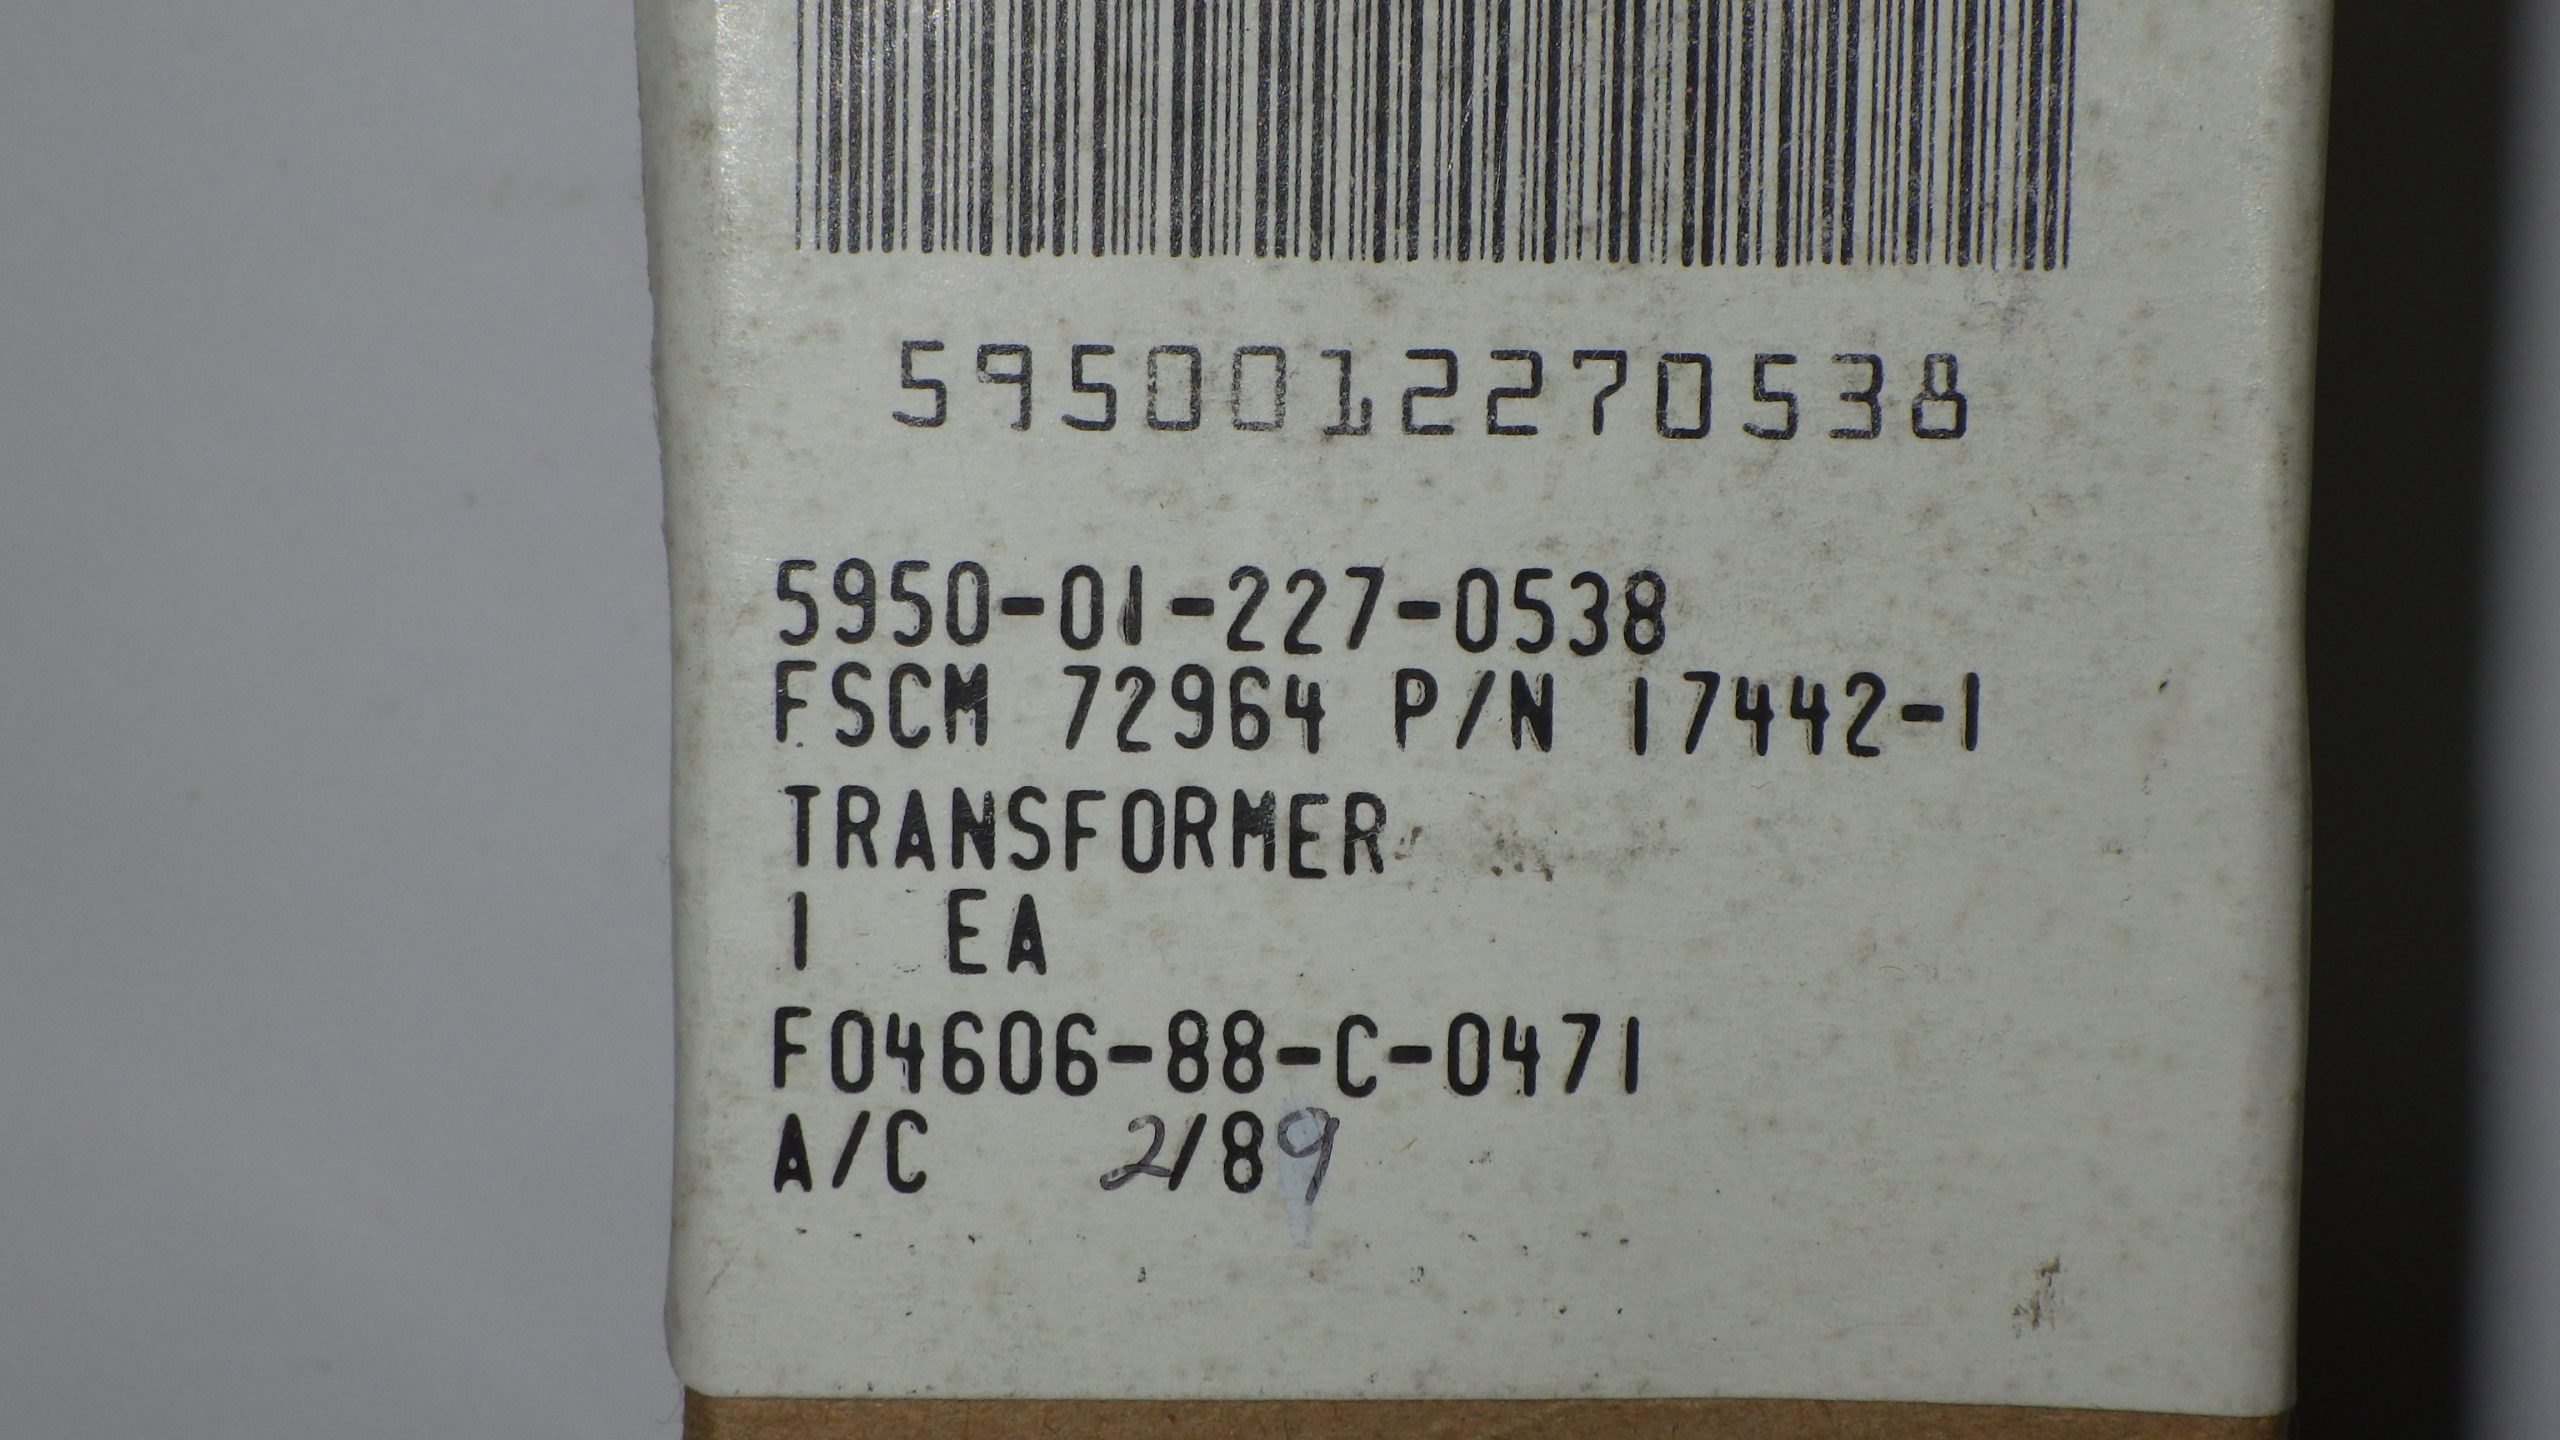 5950012270538
5950-01-227-0538
FSCM 72964 P/N 17442-1
TRANSFORMER
1 EA
F04606-88-C-0471
A/C 2/89